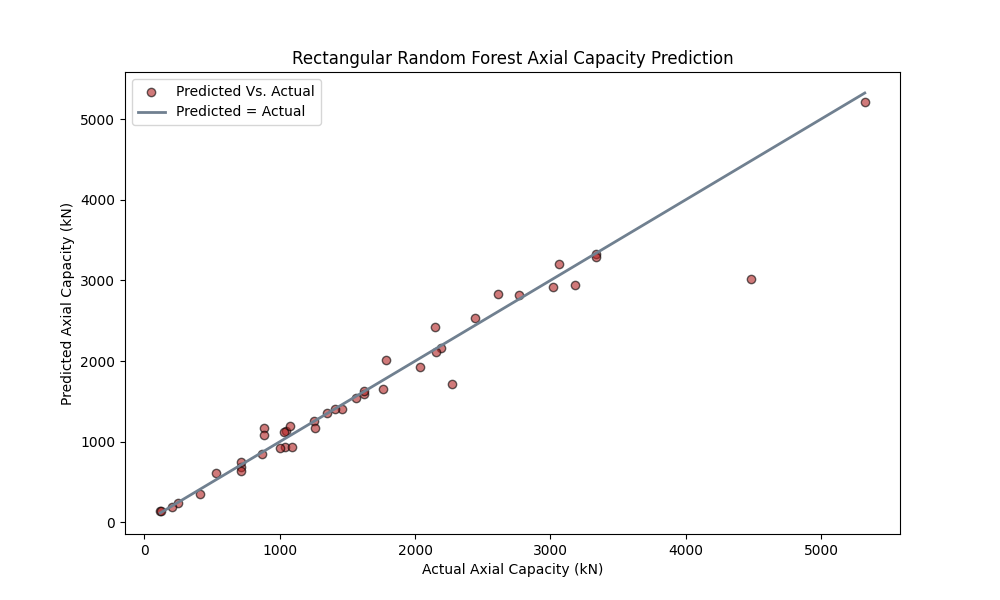 Rectangular Random Forest Axial Capacity Prediction
Predicted Vs. Actual
Predicted = Actual
Predicted Axial Capacity (kN)
5000
4000
3000
2000
1000
0
0 1000 2000 3000 4000 5000
Actual Axial Capacity (kN)